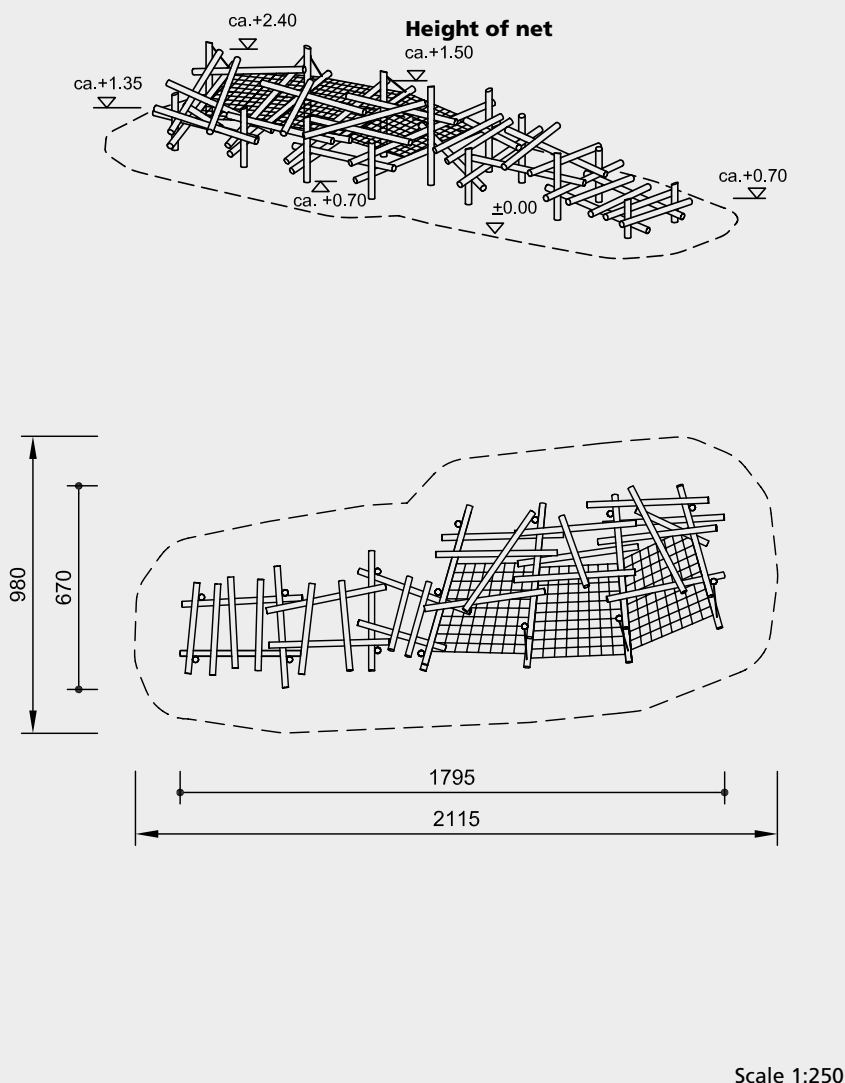 ca.+2.40
Height of net
ca.+1.50
ca.+1.35
ca.+0.70
ca. +0.70
±0.00
980
670
1795
2115
Scale 1:250